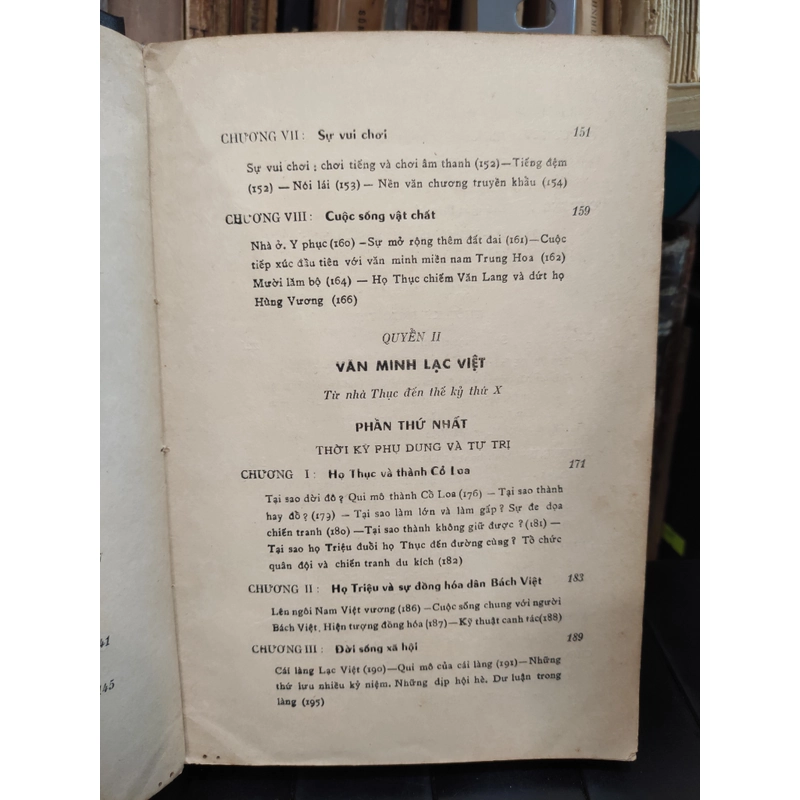 CHƯƠNG VII: Sự vui chơi 151
Sự vui chơi ; chơi tiếng và chơi âm thanh (152)—Tiếng đệm
(152) — Nôi lái (153) — Nền văn chương truyền khẩu (154)
CHƯƠNG VIII: Cuộc sống vật chất 159
Nhà ở. Y phục (160) –Sự mở rộng thêm đất đai (161)—Cuộc
tiếp xúc đầu tiên với văn minh miền nam Trung Hoa (162)
Mười lăm bộ (164) — Họ Thục chiếm Văn Lang và dứt họ
Hùng Vương (166)
QUYỀN II
VĂN MINH LẠC VIỆT
Từ nhà Thục đến thế kỷ thứ X
PHẦN THỨ NHẤT
THỜI KỲ PHỤ DUNG VÀ TỰ TRỊ
CHƯƠNG I: Họ Thục và thành Cổ Loa 171
Tại sao dời đô? Qui mô thành Cổ Loa (176) — Tại sao thành
hay đổ? (179) — Tại sao làm lớn và làm gấp? Sự đe dọa
chiến tranh (180) —Tại sao thành không giữ được? (181) —
Tại sao họ Triệu đuổi họ Thục đến đường cùng? Tổ chức
quân đội và chiến tranh du kích (182)
CHƯƠNG II: Họ Triệu và sự đồng hóa dân Bách Việt 183
Lên ngôi Nam Việt vương (186) —Cuộc sống chung với người
Bách Việt. Hiện tượng đồng hóa (187)—Kỹ thuật canh tác(188)
CHƯƠNG III: Đời sống xã hội 189
Cái làng Lạc Việt (190)—Qui mô của cái làng (191)—Những
thứ lưu nhiều kỷ niệm. Những dịp hội hè. Dư luận trong
làng (195)
41
145